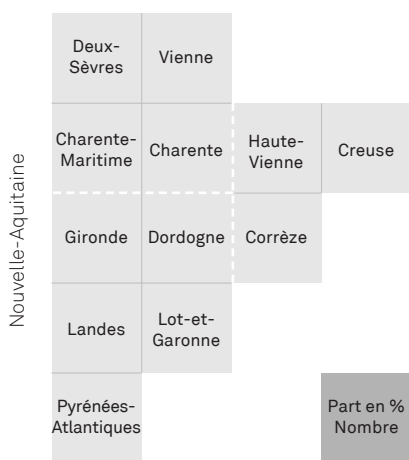 Nouvelle-Aquitaine
Deux-
Sèvres
Vienne
Charente-
Maritime
Charente
Haute-
Vienne
Creuse
Gironde
Dordogne
Corrèze
Landes
Lot-et-
Garonne
Pyrénées-
Atlantiques
Part en %
Nombre